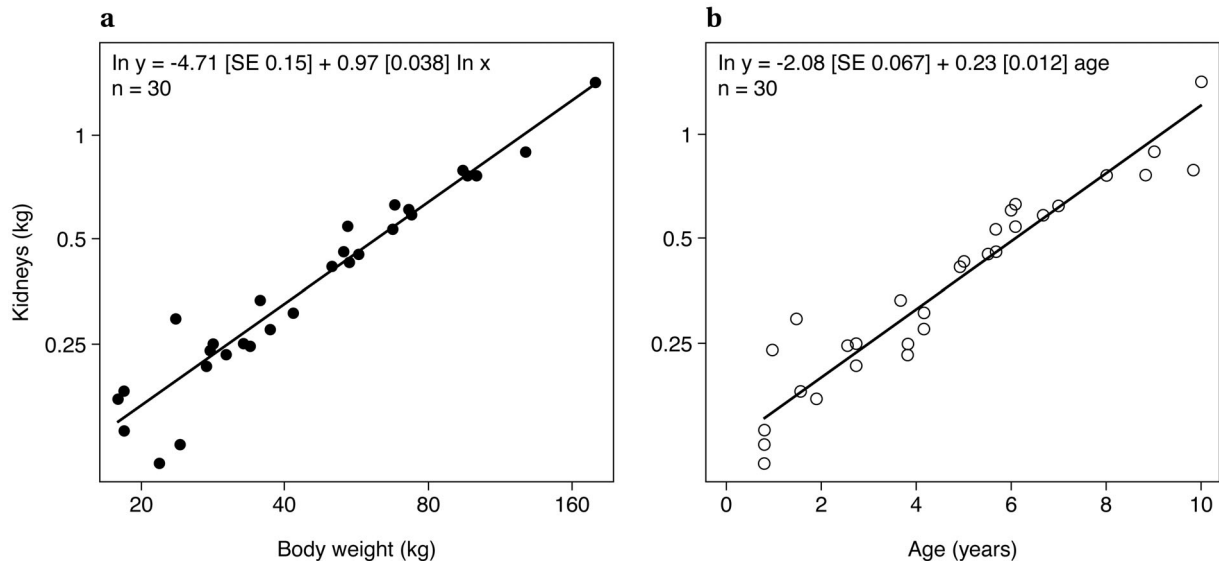 a
ln y = -4.71 [SE 0.15] + 0.97 [0.038] ln x
n = 30
1
0.5
0.25
Kidneys (kg)
20 40 80 160
Body weight (kg)
b
ln y = -2.08 [SE 0.067] + 0.23 [0.012] age
n = 30
1
0.5
0.25
0 2 4 6 8 10
Age (years)